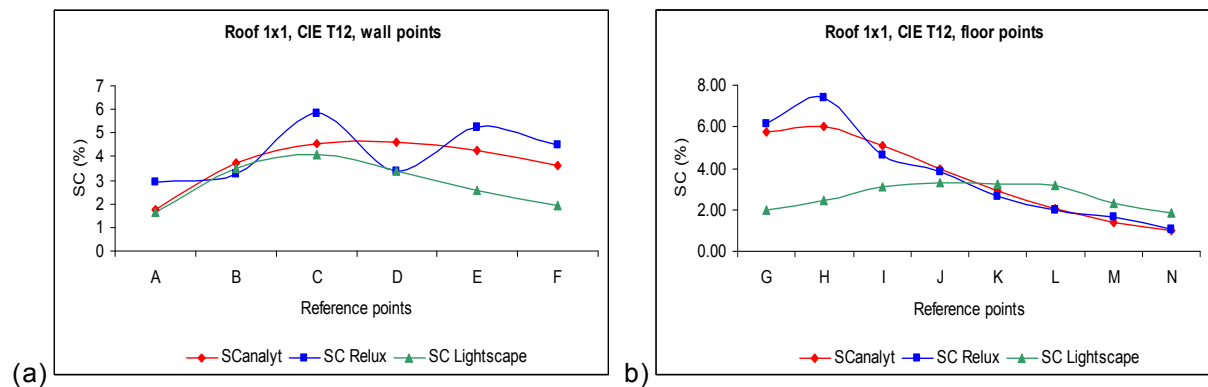 Roof 1x1, CIE T12, wall points
7
6
5
4
3
2
1
0
SC (%)
A B C D E F
Reference points
SCanalyt SC Relux SC Lightscape
(a)
Roof 1x1, CIE T12, floor points
8.00
6.00
4.00
2.00
0.00
SC (%)
G H I J K L M N
Reference points
SCanalyt SC Relux SC Lightscape
b)